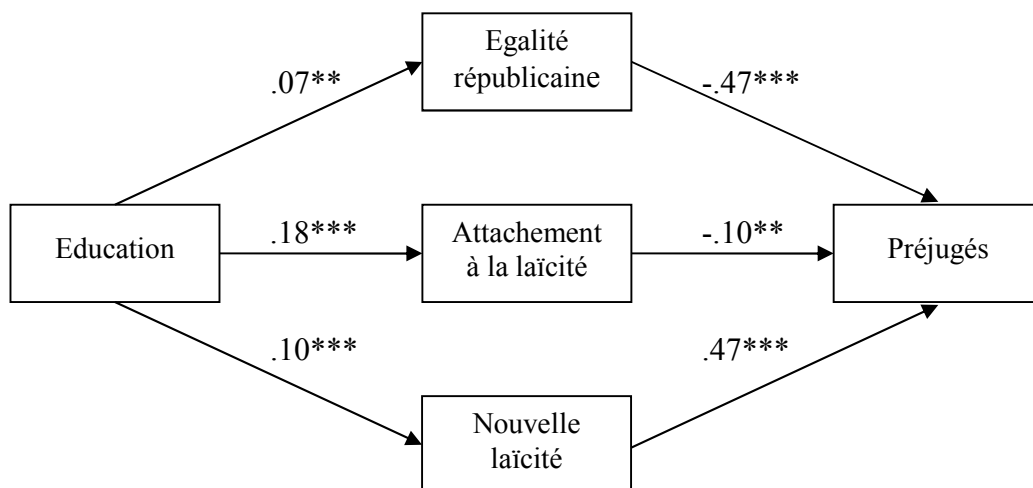 Egalité
républicaine
.07**
-.47***
Education
.18***
Attachement
à la laïcité
-.10**
Préjugés
.10***
.47***
Nouvelle
laïcité